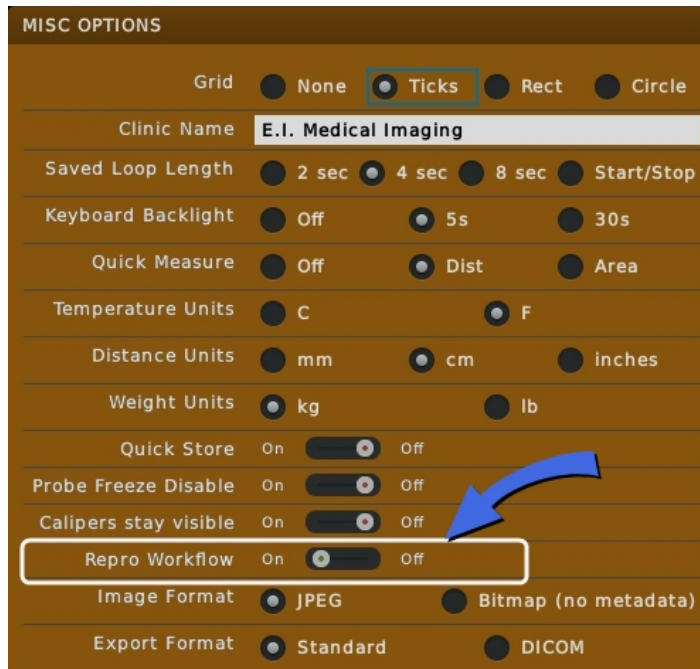 MISC OPTIONS
Grid None Ticks Rect Circle
Clinic Name E.I. Medical Imaging
Saved Loop Length 2 sec 4 sec 8 sec Start/Stop
Keyboard Backlight Off 5s 30s
Quick Measure Off Dist Area
Temperature Units C F
Distance Units mm cm inches
Weight Units kg lb
Quick Store On Off
Probe Freeze Disable On Off
Calipers stay visible On Off
Repro Workflow On Off
Image Format JPEG Bitmap (no metadata)
Export Format Standard DICOM